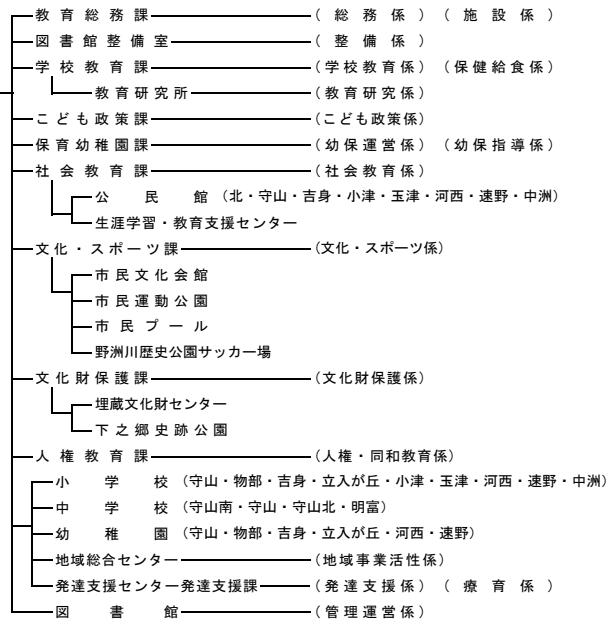 教育総務課 (総務係) (施設係)
図書館整備室 (整備係)
学校教育課 (学校教育係) (保健給食係)
教育研究所 (教育研究係)
こども政策課 (こども政策係)
保育幼稚園課 (幼保運営係) (幼保指導係)
社会教育課 (社会教育係)
公民館 (北・守山・吉身・小津・玉津・河西・速野・中洲)
生涯学習・教育支援センター
文化・スポーツ課 (文化・スポーツ係)
市民文化会館
市民運動公園
市民プール
野洲川歴史公園サッカー場
文化財保護課 (文化財保護係)
埋蔵文化財センター
下之郷史跡公園
人権教育課 (人権・同和教育係)
小学校 (守山・物部・吉身・立入が丘・小津・玉津・河西・速野・中洲)
中学校 (守山南・守山・守山北・明富)
幼稚園 (守山・物部・吉身・立入が丘・河西・速野)
地域総合センター (地域事業活性係)
発達支援センター発達支援課 (発達支援係) (療育係)
図書館 (管理運営係)